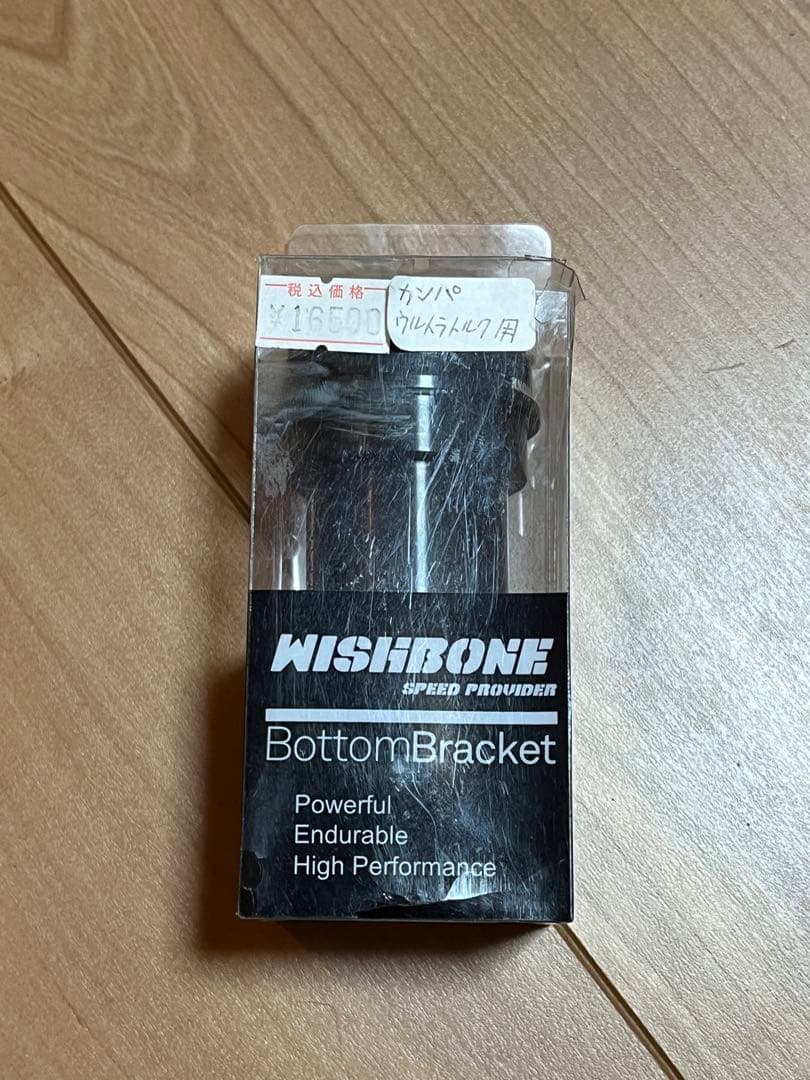 税込価格
¥16500
カンパ
ウルトラトルク用
WISHBONE
SPEED PROVIDER
BottomBracket
Powerful
Endurable
High Performance